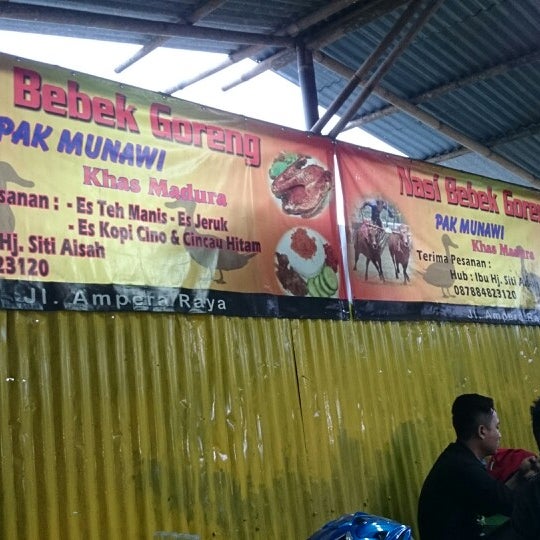 Bebek Goreng
PAK MUNAWI
Khas Madura
- Es Teh Manis - Es Jeruk
- Es Kopi Cino & Cincau Hitam
Hj. Siti Aisah
23120
Jl. Ampera Raya
Nasi Bebek Gore
PAK MUNAWI
Khas Madura
Terima Pesanan :
Hub : Ibu Hj. Siti A
087884823120
Jl. Ampera